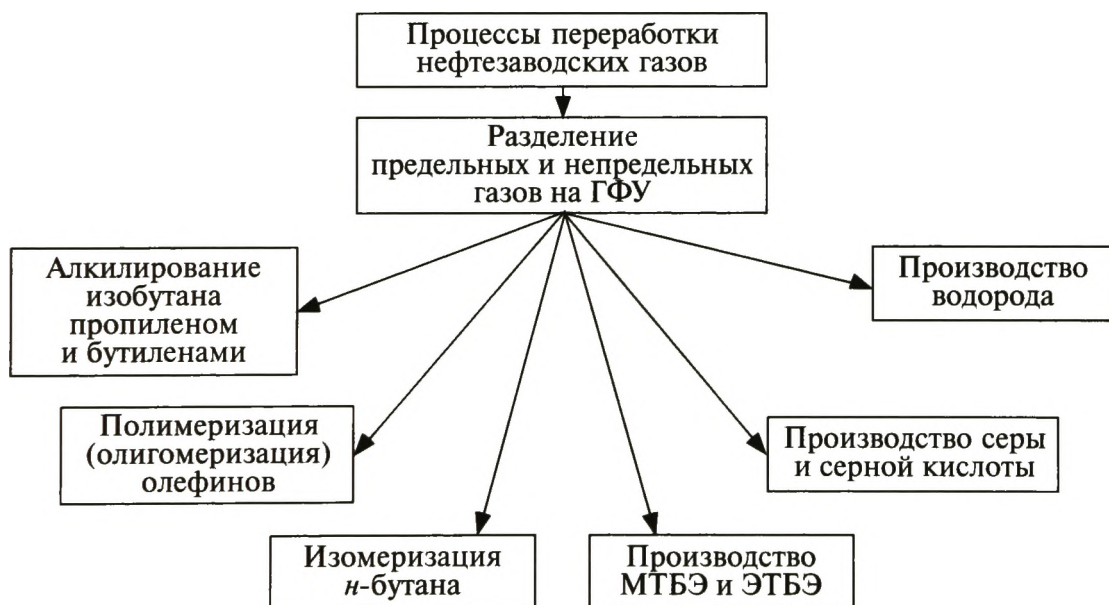 Процессы переработки
нефтезаводских газов
Разделение
предельных и непредельных
газов на ГФУ
Алкилирование
изобутана
пропиленом
и бутиленами
Производство
водорода
Полимеризация
(олигомеризация)
олефинов
Производство серы
и серной кислоты
Изомеризация
н-бутана
Производство
МТБЭ и ЭТБЭ